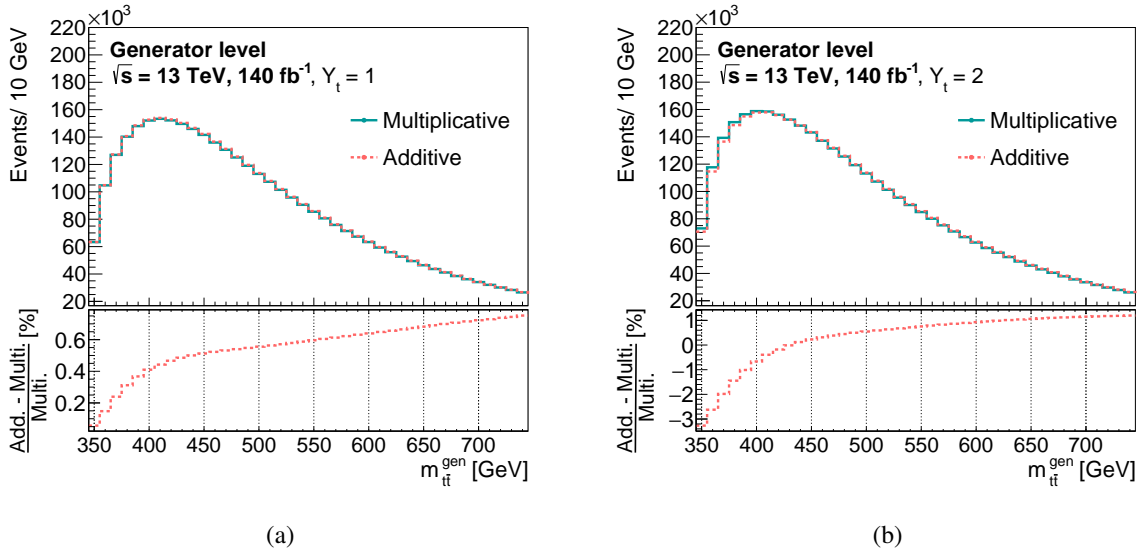 ×10³
220
200
180
160
140
120
100
80
60
40
20
Events/ 10 GeV
Generator level
√s = 13 TeV, 140 fb⁻¹, Y_t = 1
Multiplicative
Additive
0.6
0.4
0.2
Add. - Multi.
Multi.
[%]
350 400 450 500 550 600 650 700
m_{tt̄}^{gen} [GeV]
(a)
×10³
220
200
180
160
140
120
100
80
60
40
20
Events/ 10 GeV
Generator level
√s = 13 TeV, 140 fb⁻¹, Y_t = 2
Multiplicative
Additive
1
0
−1
−2
−3
Add. - Multi.
Multi.
[%]
350 400 450 500 550 600 650 700
m_{tt̄}^{gen} [GeV]
(b)